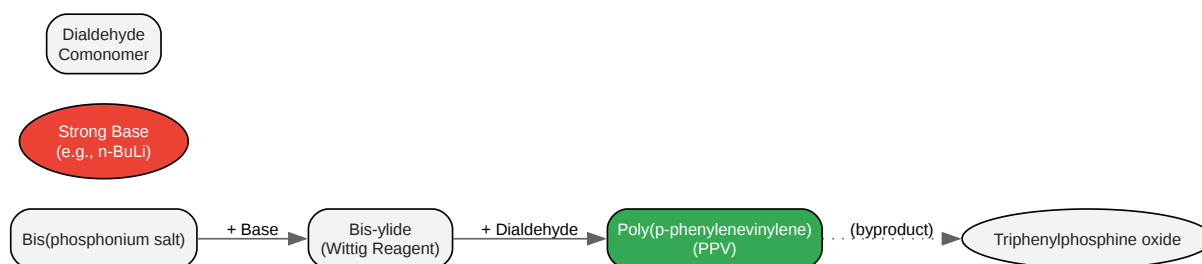 Dialdehyde
Comonomer
Strong Base
(e.g., n-BuLi)
Bis(phosphonium salt)
+ Base
Bis-ylide
(Wittig Reagent)
+ Dialdehyde
Poly(p-phenylenevinylene)
(PPV)
(byproduct)
Triphenylphosphine oxide